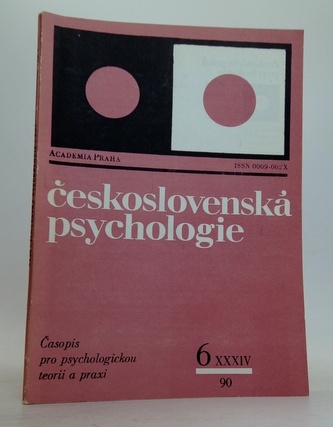 ACADEMIA PRAHA
ISSN 0009-062X
československá
psychologie
Časopis
pro psychologickou
teorii a praxi
6 XXXIV
90